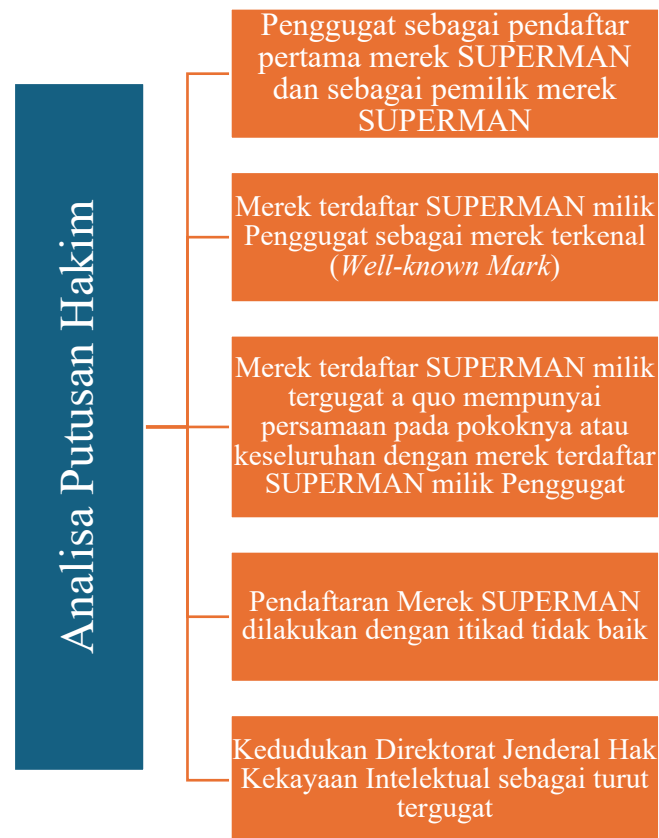 Analisa Putusan Hakim
Penggugat sebagai pendaftar
pertama merek SUPERMAN
dan sebagai pemilik merek
SUPERMAN
Merek terdaftar SUPERMAN milik
Penggugat sebagai merek terkenal
(Well-known Mark)
Merek terdaftar SUPERMAN milik
tergugat a quo mempunyai
persamaan pada pokoknya atau
keseluruhan dengan merek terdaftar
SUPERMAN milik Penggugat
Pendaftaran Merek SUPERMAN
dilakukan dengan itikad tidak baik
Kedudukan Direktorat Jenderal Hak
Kekayaan Intelektual sebagai turut
tergugat